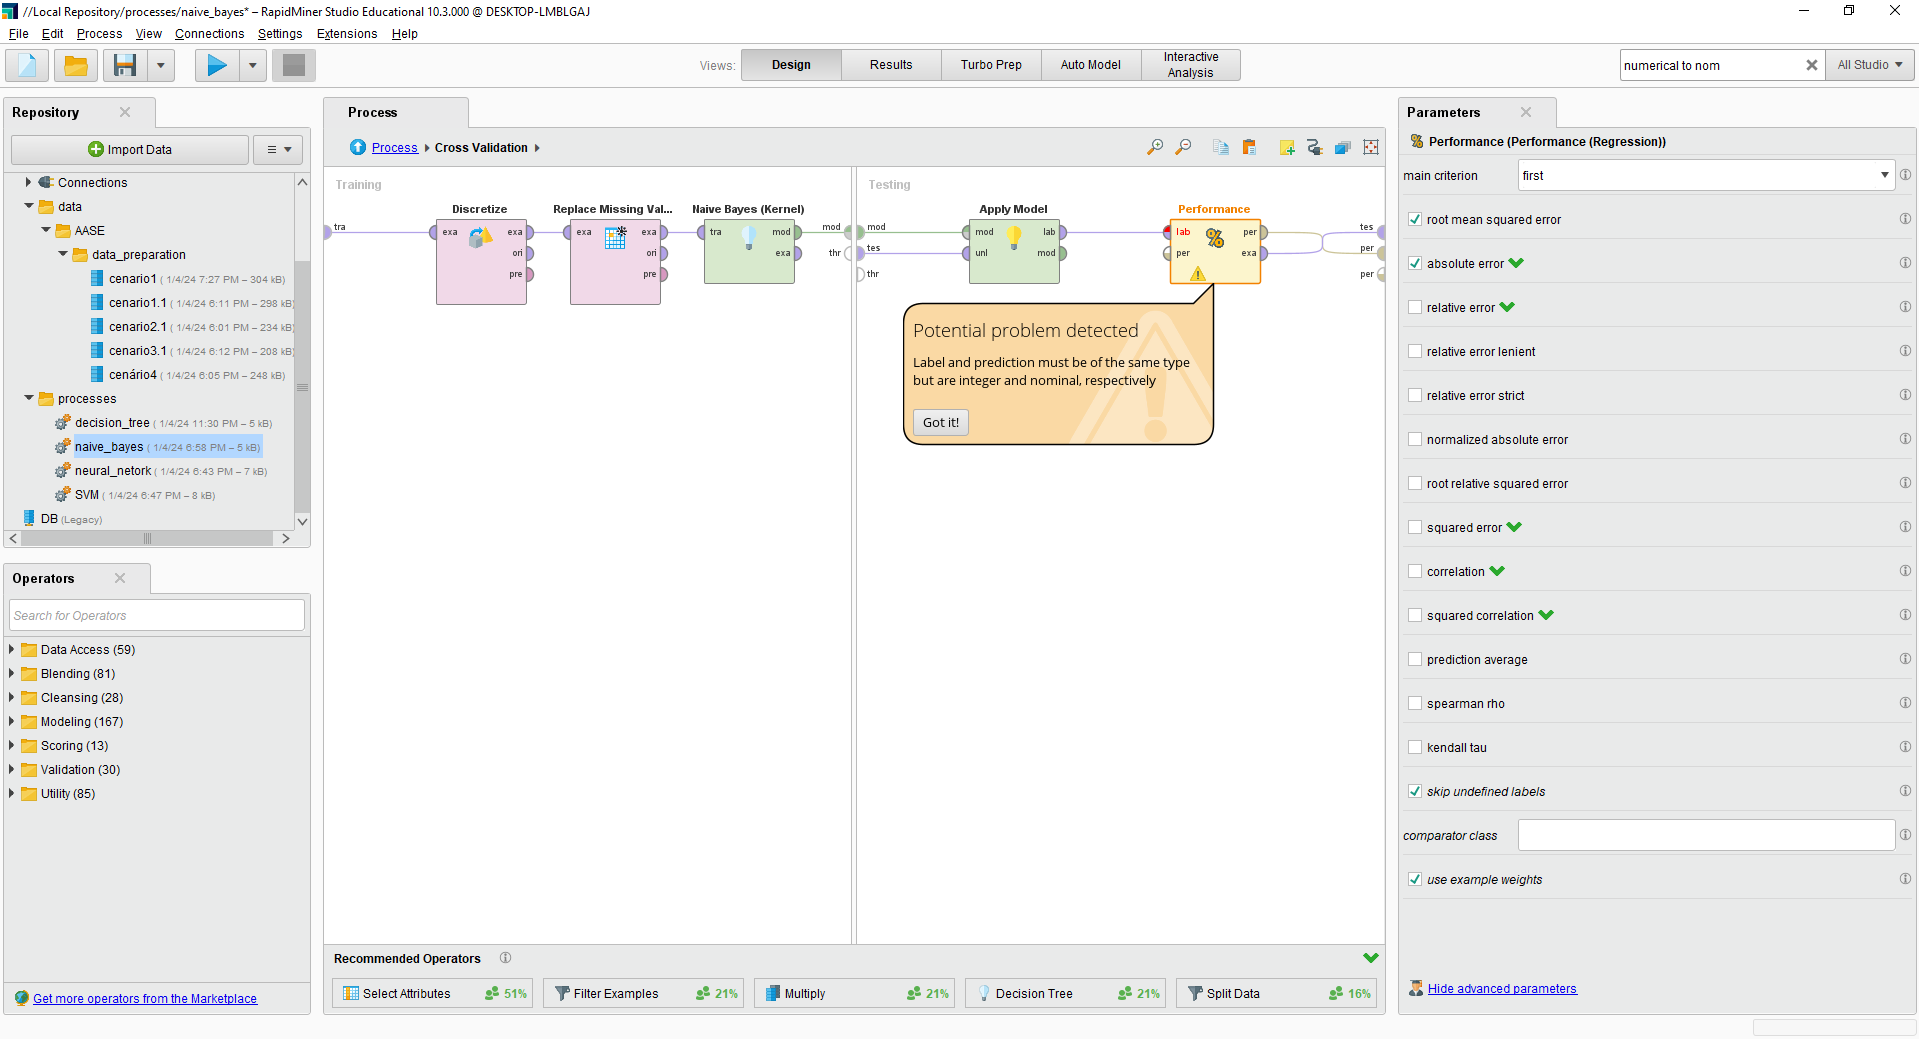 //Local Repository/processes/naive_bayes* – RapidMiner Studio Educational 10.3.000 @ DESKTOP-LMBLGAJ
File Edit Process View Connections Settings Extensions Help
Views: Design Results Turbo Prep Auto Model Interactive Analysis
numerical to nom
All Studio
Repository
Import Data
Connections
data
AASE
data_preparation
cenario1 ( 1/4/24 7:27 PM – 304 kB)
cenario1.1 ( 1/4/24 6:11 PM – 298 kB)
cenario2.1 ( 1/4/24 6:01 PM – 234 kB)
cenario3.1 ( 1/4/24 6:12 PM – 208 kB)
cenário4 ( 1/4/24 6:05 PM – 248 kB)
processes
decision_tree ( 1/4/24 11:30 PM – 5 kB)
naive_bayes ( 1/4/24 6:58 PM – 5 kB)
neural_netork ( 1/4/24 6:43 PM – 7 kB)
SVM ( 1/4/24 6:47 PM – 8 kB)
DB (Legacy)
Operators
Search for Operators
Data Access (59)
Blending (81)
Cleansing (28)
Modeling (167)
Scoring (13)
Validation (30)
Utility (85)
Get more operators from the Marketplace
Process
Process Cross Validation
Training
tra
Discretize
exa exa
ori
pre
Replace Missing Val...
exa exa
ori
pre
Naive Bayes (Kernel)
tra mod
exa
mod
thr
Testing
mod
tes
thr
Apply Model
mod lab
unl mod
Performance
lab per
per exa
tes
per
per
Potential problem detected
Label and prediction must be of the same type
but are integer and nominal, respectively
Got it!
Recommended Operators
Select Attributes 51%
Filter Examples 21%
Multiply 21%
Decision Tree 21%
Split Data 16%
Parameters
Performance (Performance (Regression))
main criterion first
root mean squared error
absolute error
relative error
relative error lenient
relative error strict
normalized absolute error
root relative squared error
squared error
correlation
squared correlation
prediction average
spearman rho
kendall tau
skip undefined labels
comparator class
use example weights
Hide advanced parameters